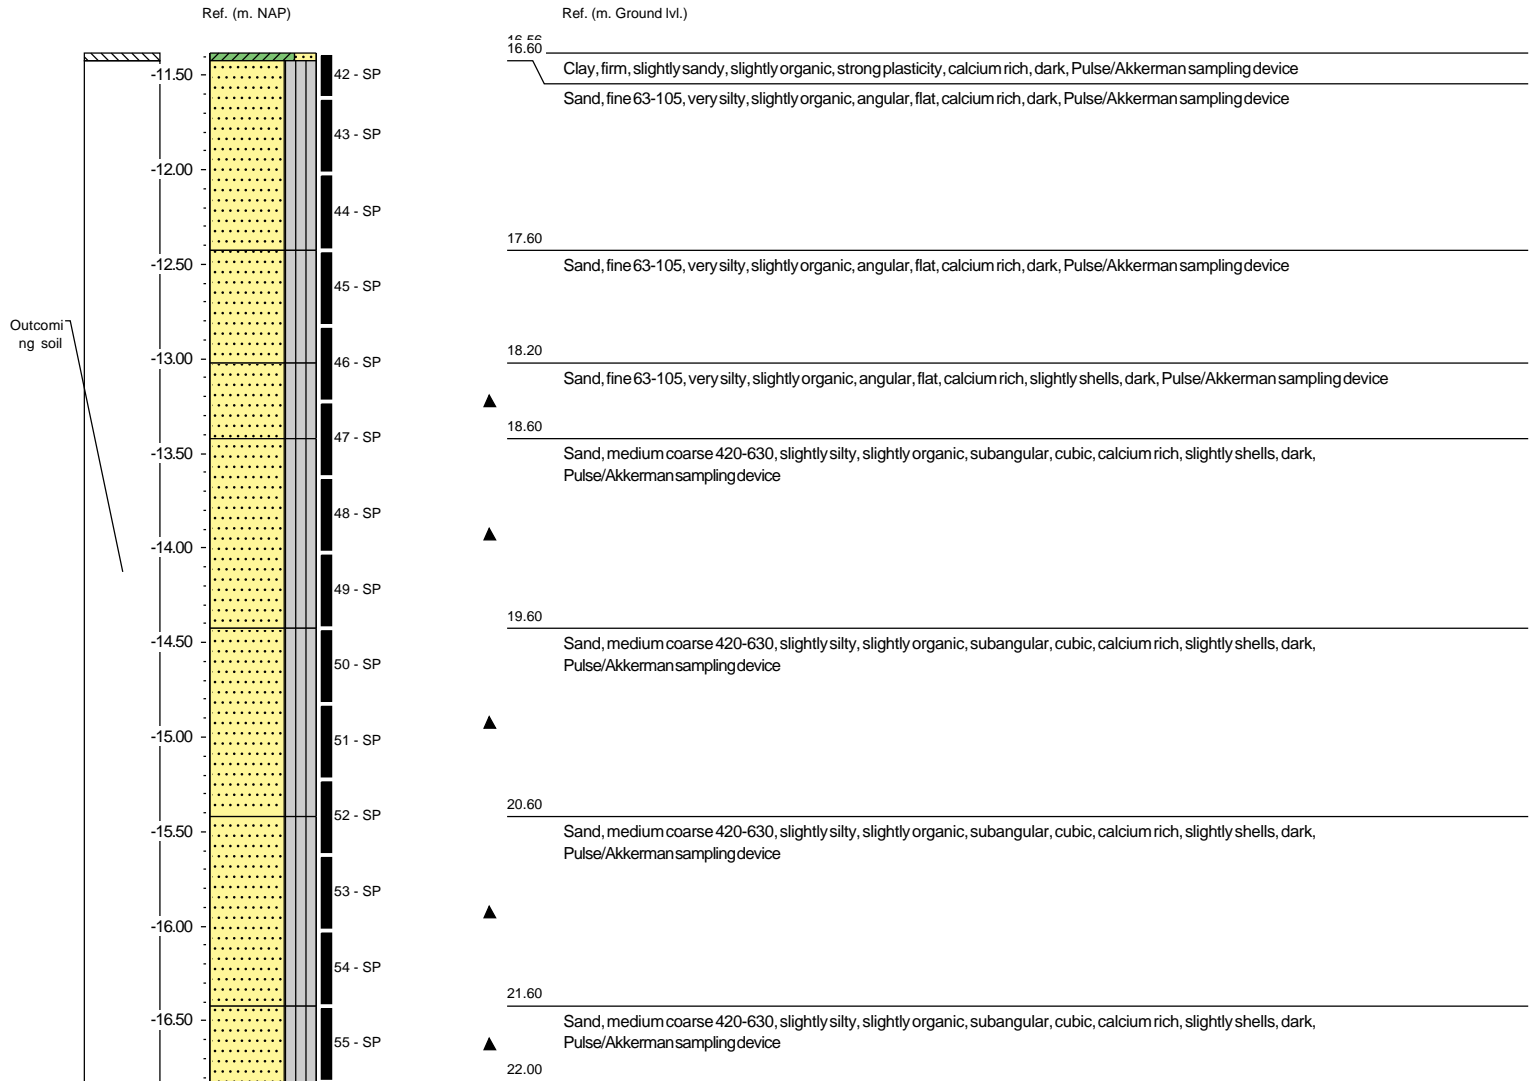 Ref. (m. NAP)
Ref. (m. Ground lvl.)
16.56
16.60
-11.50
42 - SP
Clay, firm, slightly sandy, slightly organic, strong plasticity, calcium rich, dark, Pulse/Akkerman sampling device
Sand, fine 63-105, very silty, slightly organic, angular, flat, calcium rich, dark, Pulse/Akkerman sampling device
43 - SP
-12.00
44 - SP
17.60
-12.50
Sand, fine 63-105, very silty, slightly organic, angular, flat, calcium rich, dark, Pulse/Akkerman sampling device
45 - SP
Outcomi
ng soil
18.20
-13.00
46 - SP
Sand, fine 63-105, very silty, slightly organic, angular, flat, calcium rich, slightly shells, dark, Pulse/Akkerman sampling device
18.60
47 - SP
-13.50
Sand, medium coarse 420-630, slightly silty, slightly organic, subangular, cubic, calcium rich, slightly shells, dark,
Pulse/Akkerman sampling device
48 - SP
-14.00
49 - SP
19.60
-14.50
Sand, medium coarse 420-630, slightly silty, slightly organic, subangular, cubic, calcium rich, slightly shells, dark,
Pulse/Akkerman sampling device
50 - SP
-15.00
51 - SP
20.60
52 - SP
-15.50
Sand, medium coarse 420-630, slightly silty, slightly organic, subangular, cubic, calcium rich, slightly shells, dark,
Pulse/Akkerman sampling device
53 - SP
-16.00
54 - SP
21.60
-16.50
Sand, medium coarse 420-630, slightly silty, slightly organic, subangular, cubic, calcium rich, slightly shells, dark,
Pulse/Akkerman sampling device
55 - SP
22.00